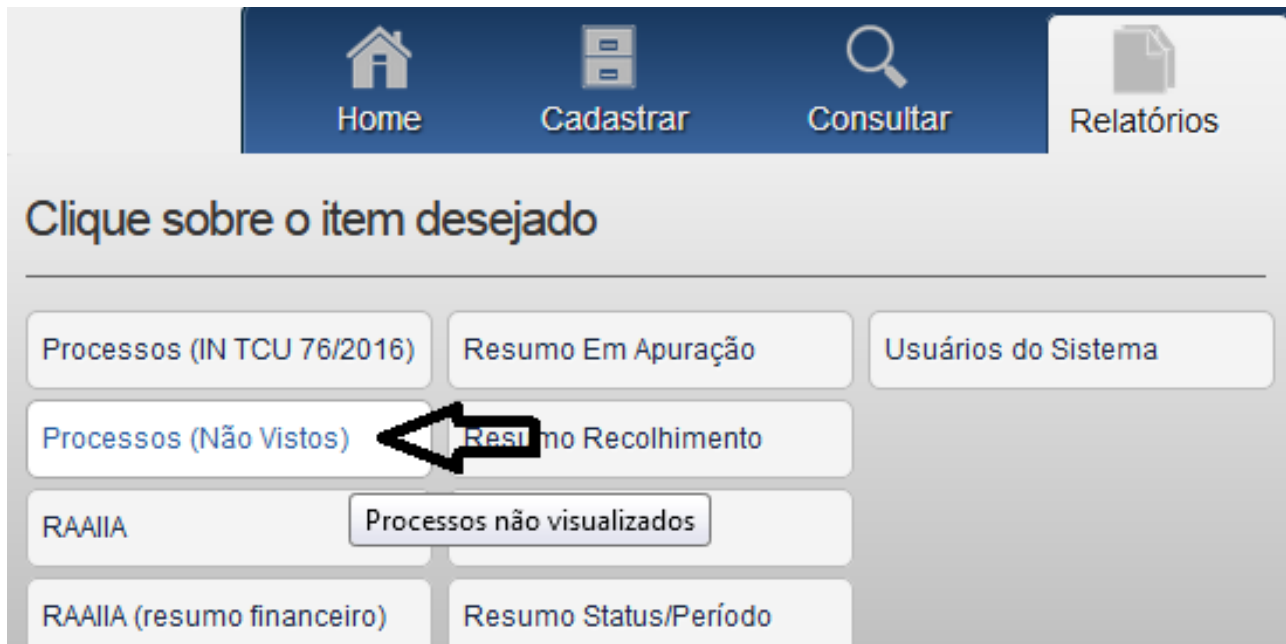 Home
Cadastrar
Consultar
Relatórios
Clique sobre o item desejado
Processos (IN TCU 76/2016)
Resumo Em Apuração
Usuários do Sistema
Processos (Não Vistos)
Resumo Recolhimento
RAAIIA
Processos não visualizados
RAAIIA (resumo financeiro)
Resumo Status/Período